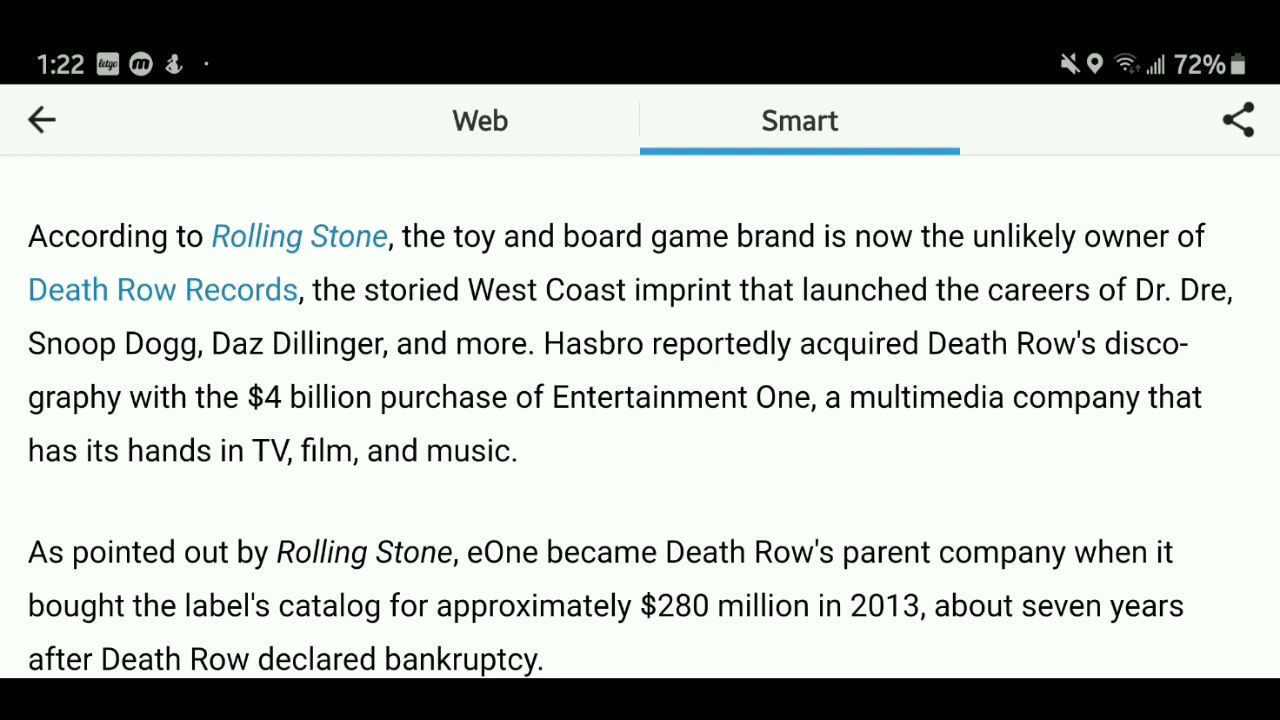 1:22 letgo m 72%
Web Smart
According to Rolling Stone, the toy and board game brand is now the unlikely owner of
Death Row Records, the storied West Coast imprint that launched the careers of Dr. Dre,
Snoop Dogg, Daz Dillinger, and more. Hasbro reportedly acquired Death Row's disco-
graphy with the $4 billion purchase of Entertainment One, a multimedia company that
has its hands in TV, film, and music.
As pointed out by Rolling Stone, eOne became Death Row's parent company when it
bought the label's catalog for approximately $280 million in 2013, about seven years
after Death Row declared bankruptcy.